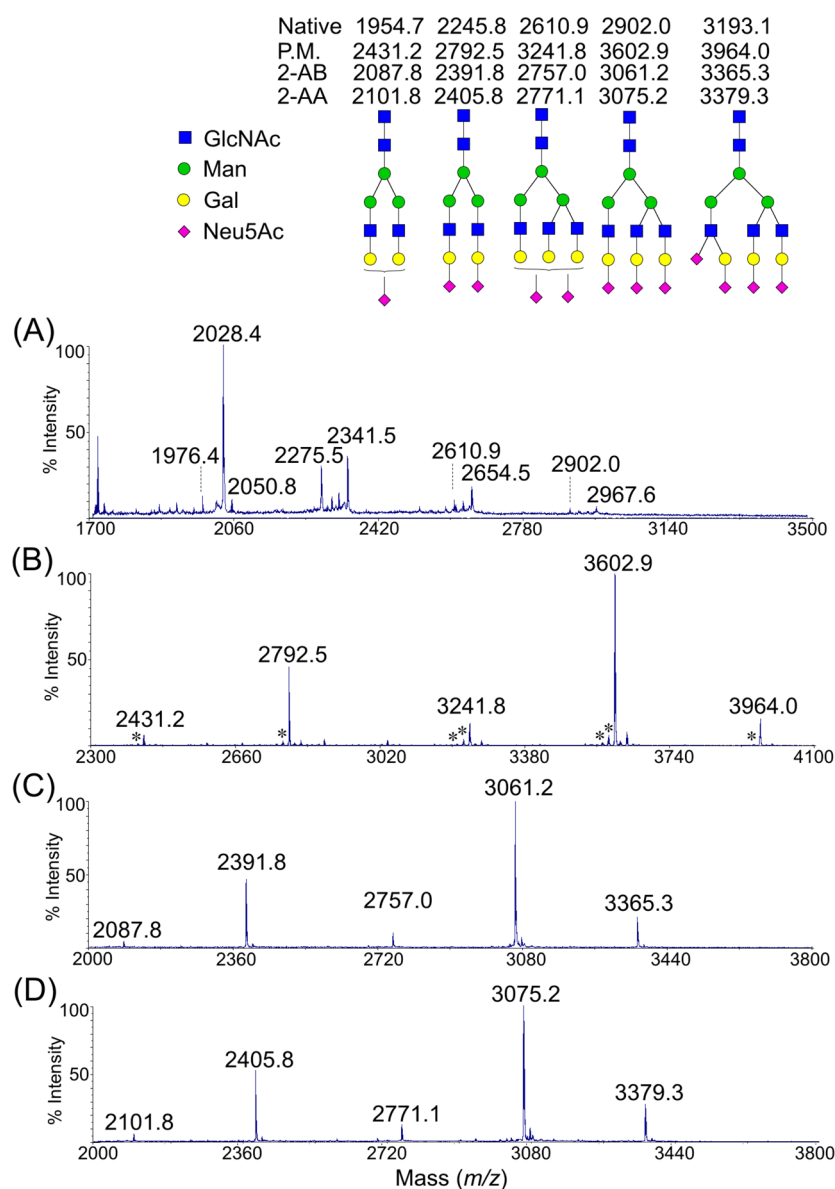 Native 1954.7 2245.8 2610.9 2902.0 3193.1
P.M. 2431.2 2792.5 3241.8 3602.9 3964.0
2-AB 2087.8 2391.8 2757.0 3061.2 3365.3
2-AA 2101.8 2405.8 2771.1 3075.2 3379.3
GlcNAc
Man
Gal
Neu5Ac
(A)
2028.4
100
% Intensity
50
1976.4
2050.8
2275.5
2341.5
2610.9
2654.5
2902.0
2967.6
1700 2060 2420 2780 3140 3500
(B)
3602.9
100
% Intensity
50
2792.5
* 2431.2
*
* *
3241.8
* *
*
3964.0
2300 2660 3020 3380 3740 4100
(C)
3061.2
100
% Intensity
50
2391.8
2757.0
3365.3
2087.8
2000 2360 2720 3080 3440 3800
(D)
3075.2
100
% Intensity
50
2405.8
2771.1
3379.3
2101.8
2000 2360 2720 3080 3440 3800
Mass (m/z)